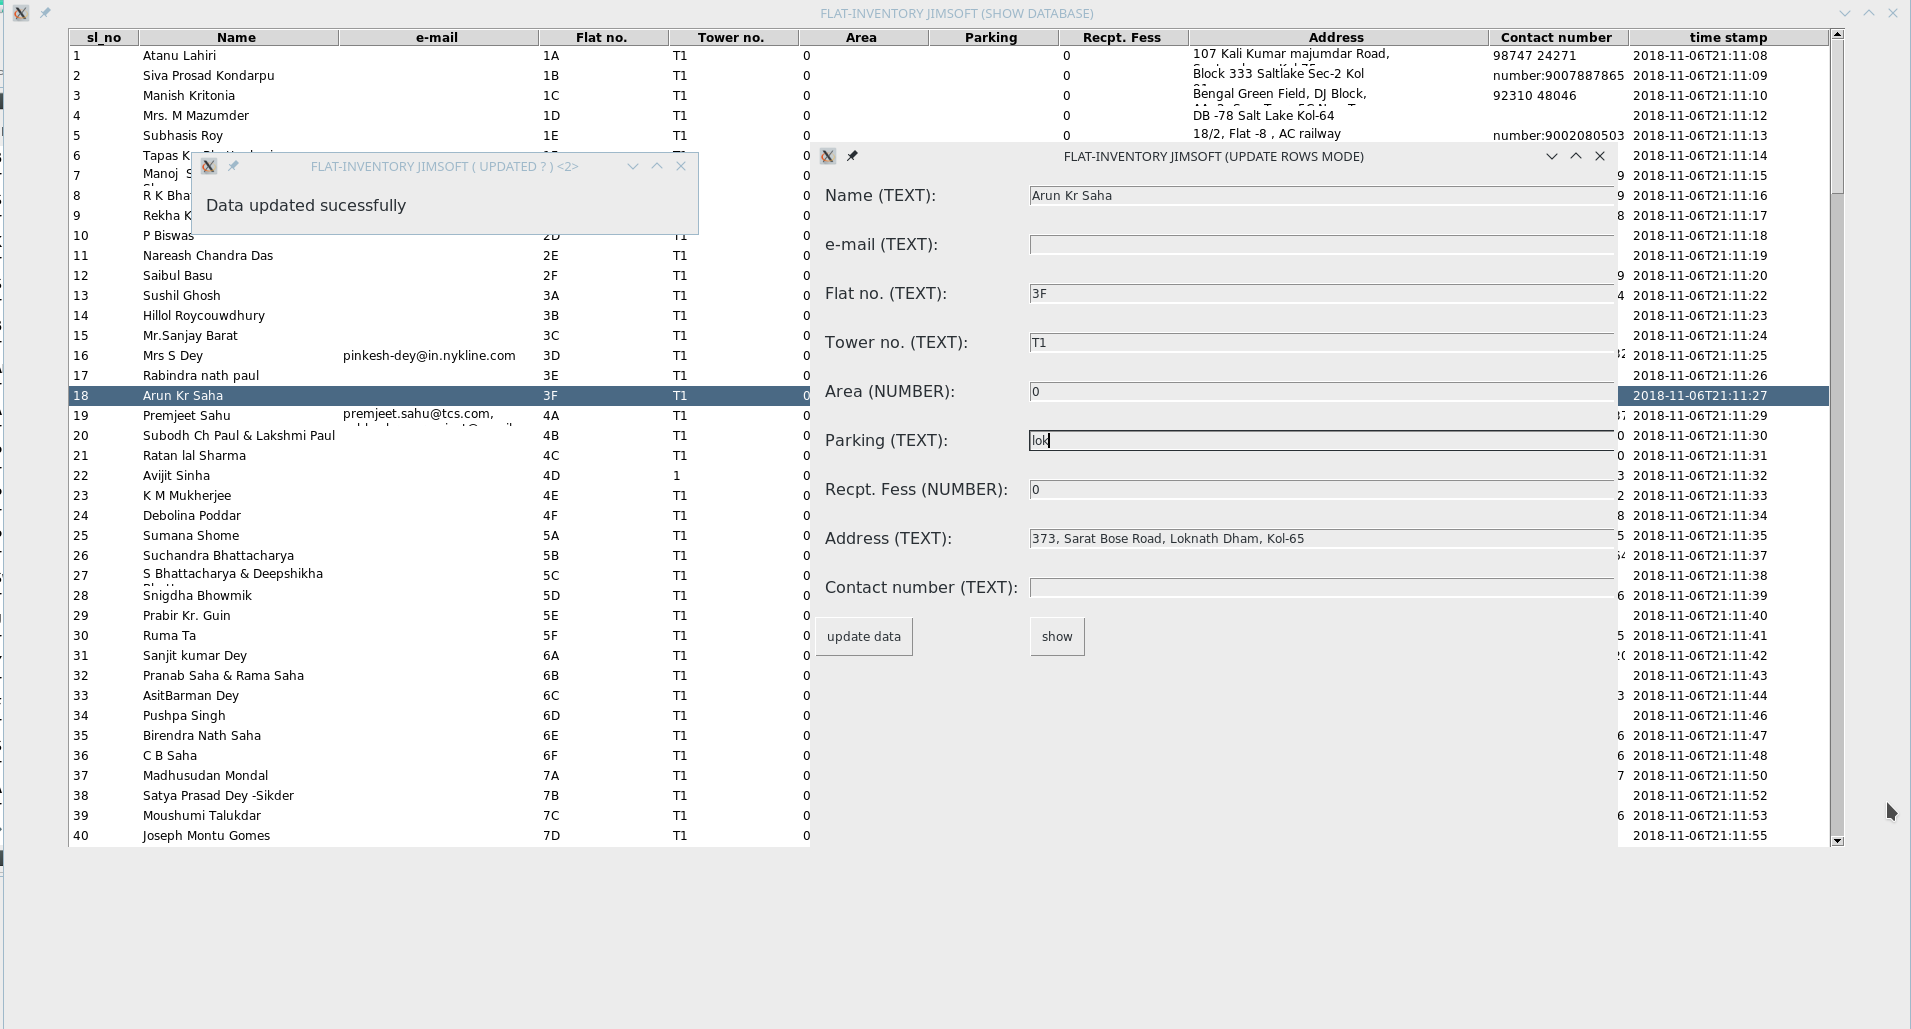 FLAT-INVENTORY JIMSOFT (SHOW DATABASE)
sl_no Name e-mail Flat no. Tower no. Area Parking Recpt. Fess Address Contact number time stamp
1 Atanu Lahiri 1A T1 0 0 107 Kali Kumar majumdar Road, 98747 24271 2018-11-06T21:11:08
2 Siva Prosad Kondarpu 1B T1 0 0 Block 333 Saltlake Sec-2 Kol number:9007887865 2018-11-06T21:11:09
3 Manish Kritonia 1C T1 0 0 Bengal Green Field, DJ Block, 92310 48046 2018-11-06T21:11:10
4 Mrs. M Mazumder 1D T1 0 0 DB -78 Salt Lake Kol-64 2018-11-06T21:11:12
5 Subhasis Roy 1E T1 0 0 18/2, Flat -8 , AC railway number:9002080503 2018-11-06T21:11:13
6 Tapas 2018-11-06T21:11:14
7 Manoj 9 2018-11-06T21:11:15
8 R K 9 2018-11-06T21:11:16
9 Rekha 8 2018-11-06T21:11:17
10 P Biswas 2D T1 0 2018-11-06T21:11:18
11 Nareash Chandra Das 2E T1 0 2018-11-06T21:11:19
12 Saibul Basu 2F T1 0 9 2018-11-06T21:11:20
13 Sushil Ghosh 3A T1 0 4 2018-11-06T21:11:22
14 Hillol Roycouwdhury 3B T1 0 2018-11-06T21:11:23
15 Mr.Sanjay Barat 3C T1 0 2018-11-06T21:11:24
16 Mrs S Dey pinkesh-dey@in.nykline.com 3D T1 0 2018-11-06T21:11:25
17 Rabindra nath paul 3E T1 0 2018-11-06T21:11:26
18 Arun Kr Saha 3F T1 0 2018-11-06T21:11:27
19 Premjeet Sahu premjeet.sahu@tcs.com, 4A T1 0 2018-11-06T21:11:29
20 Subodh Ch Paul & Lakshmi Paul 4B T1 0 0 2018-11-06T21:11:30
21 Ratan lal Sharma 4C T1 0 0 2018-11-06T21:11:31
22 Avijit Sinha 4D 1 0 3 2018-11-06T21:11:32
23 K M Mukherjee 4E T1 0 2 2018-11-06T21:11:33
24 Debolina Poddar 4F T1 0 8 2018-11-06T21:11:34
25 Sumana Shome 5A T1 0 2018-11-06T21:11:35
26 Suchandra Bhattacharya 5B T1 0 2018-11-06T21:11:37
27 S Bhattacharya & Deepshikha 5C T1 0 2018-11-06T21:11:38
28 Snigdha Bhowmik 5D T1 0 6 2018-11-06T21:11:39
29 Prabir Kr. Guin 5E T1 0 2018-11-06T21:11:40
30 Ruma Ta 5F T1 0 5 2018-11-06T21:11:41
31 Sanjit kumar Dey 6A T1 0 2018-11-06T21:11:42
32 Pranab Saha & Rama Saha 6B T1 0 2018-11-06T21:11:43
33 AsitBarman Dey 6C T1 0 3 2018-11-06T21:11:44
34 Pushpa Singh 6D T1 0 2018-11-06T21:11:46
35 Birendra Nath Saha 6E T1 0 6 2018-11-06T21:11:47
36 C B Saha 6F T1 0 6 2018-11-06T21:11:48
37 Madhusudan Mondal 7A T1 0 7 2018-11-06T21:11:50
38 Satya Prasad Dey -Sikder 7B T1 0 2018-11-06T21:11:52
39 Moushumi Talukdar 7C T1 0 6 2018-11-06T21:11:53
40 Joseph Montu Gomes 7D T1 0 2018-11-06T21:11:55
FLAT-INVENTORY JIMSOFT ( UPDATED ? ) <2>
Data updated sucessfully
FLAT-INVENTORY JIMSOFT (UPDATE ROWS MODE)
Name (TEXT): Arun Kr Saha
e-mail (TEXT):
Flat no. (TEXT): 3F
Tower no. (TEXT): T1
Area (NUMBER): 0
Parking (TEXT): lok
Recpt. Fess (NUMBER): 0
Address (TEXT): 373, Sarat Bose Road, Loknath Dham, Kol-65
Contact number (TEXT):
update data show